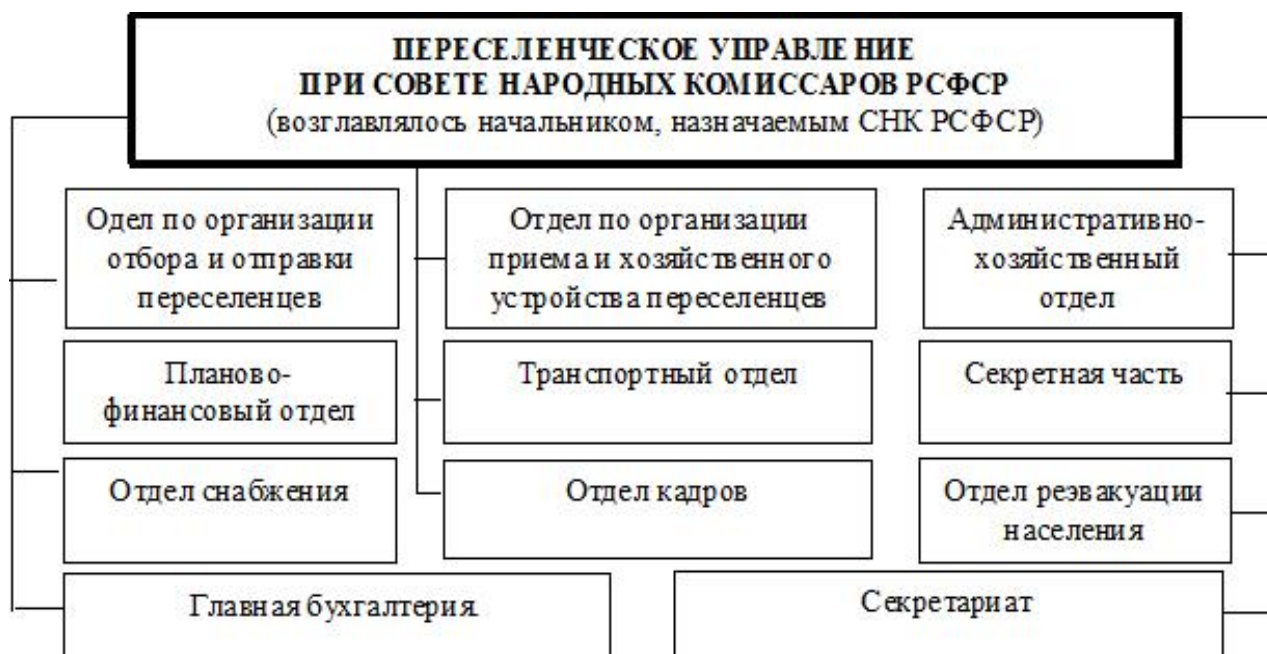 ПЕРЕСЕЛЕНЧЕСКОЕ УПРАВЛЕНИЕ
ПРИ СОВЕТЕ НАРОДНЫХ КОМИССАРОВ РСФСР
(возглавлялось начальником, назначаемым СНК РСФСР)
Одел по организации
отбора и отправки
переселенцев
Отдел по организации
приема и хозяйственного
устройства переселенцев
Административно-
хозяйственный
отдел
Планово-
финансовый отдел
Транспортный отдел
Секретная часть
Отдел снабжения
Отдел кадров
Отдел реэвакуации
населения
Главная бухгалтерия.
Секретариат